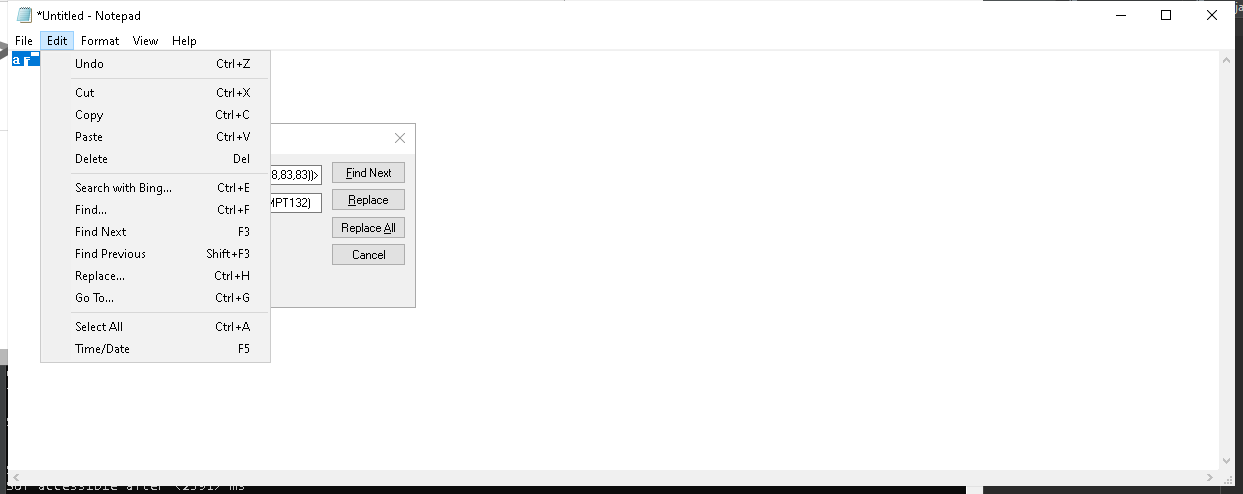 *Untitled - Notepad
File Edit Format View Help
Undo Ctrl+Z
Cut Ctrl+X
Copy Ctrl+C
Paste Ctrl+V
Delete Del
Search with Bing... Ctrl+E
Find... Ctrl+F
Find Next F3
Find Previous Shift+F3
Replace... Ctrl+H
Go To... Ctrl+G
Select All Ctrl+A
Time/Date F5
8,83,83))>
Find Next
MPT132)
Replace
Replace All
Cancel
accessible after <2391> ms